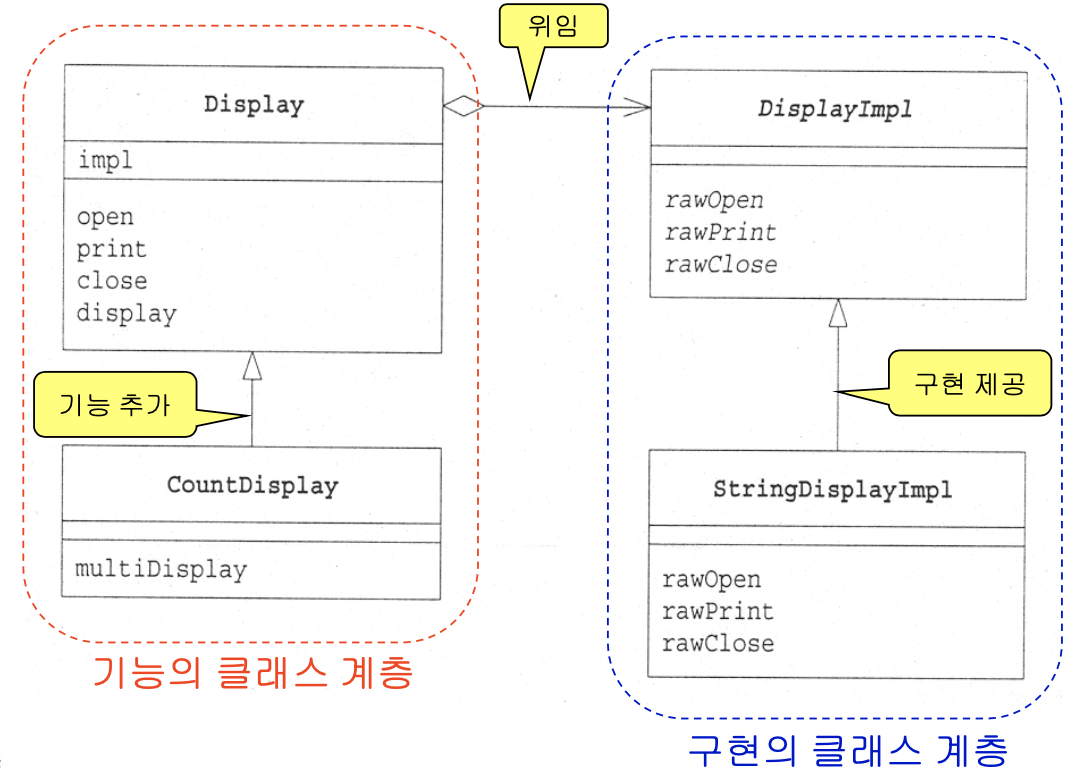 위임
Display
impl
open
print
close
display
기능 추가
CountDisplay
multiDisplay
기능의 클래스 계층
DisplayImpl
rawOpen
rawPrint
rawClose
구현 제공
StringDisplayImpl
rawOpen
rawPrint
rawClose
구현의 클래스 계층